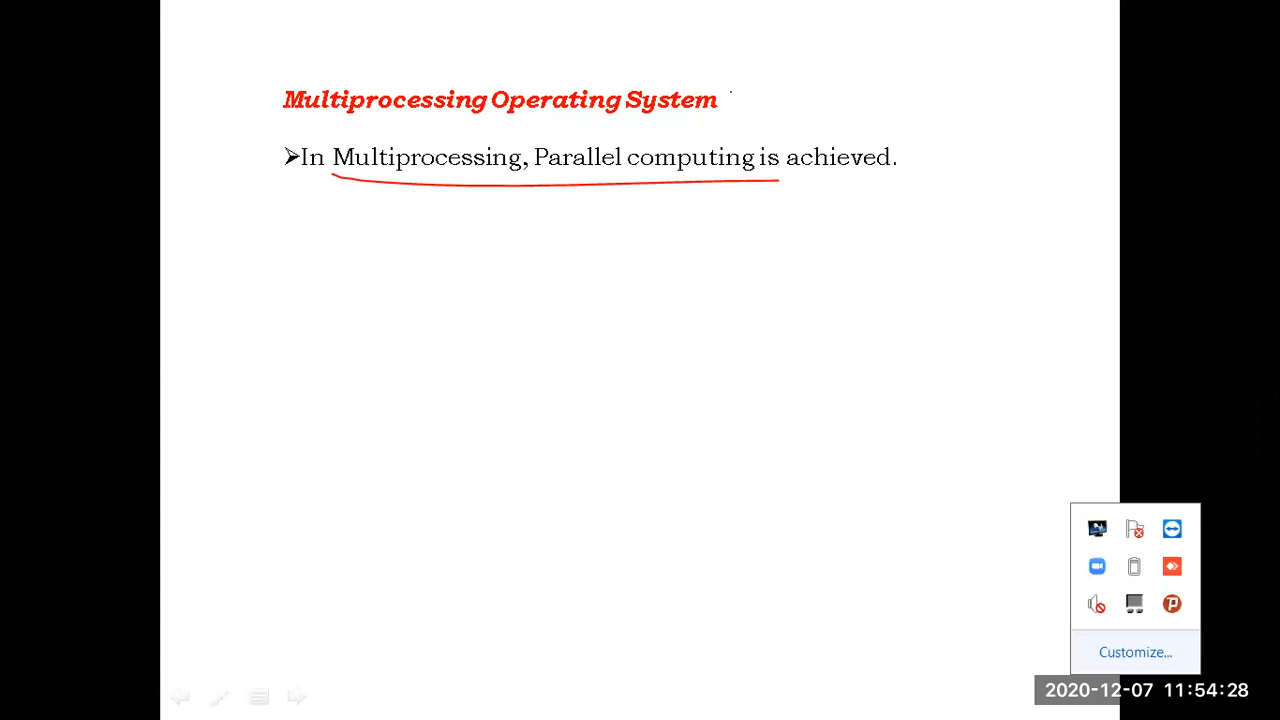 Multiprocessing Operating System
➢In Multiprocessing, Parallel computing is achieved.
Customize...
2020-12-07 11:54:28